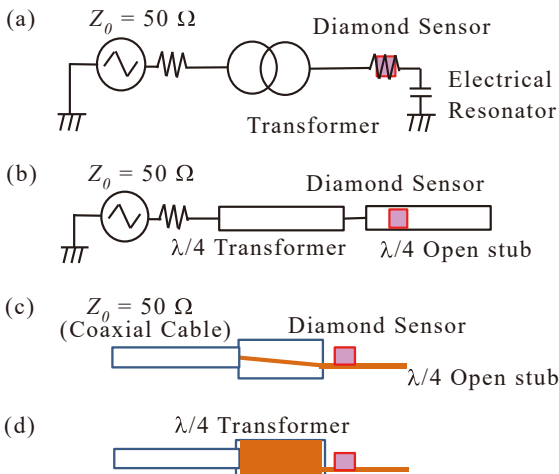 (a)
Z0 = 50 Ω
Diamond Sensor
Electrical
Resonator
Transformer
(b)
Z0 = 50 Ω
Diamond Sensor
λ/4 Transformer
λ/4 Open stub
(c)
Z0 = 50 Ω
(Coaxial Cable)
Diamond Sensor
λ/4 Open stub
(d)
λ/4 Transformer